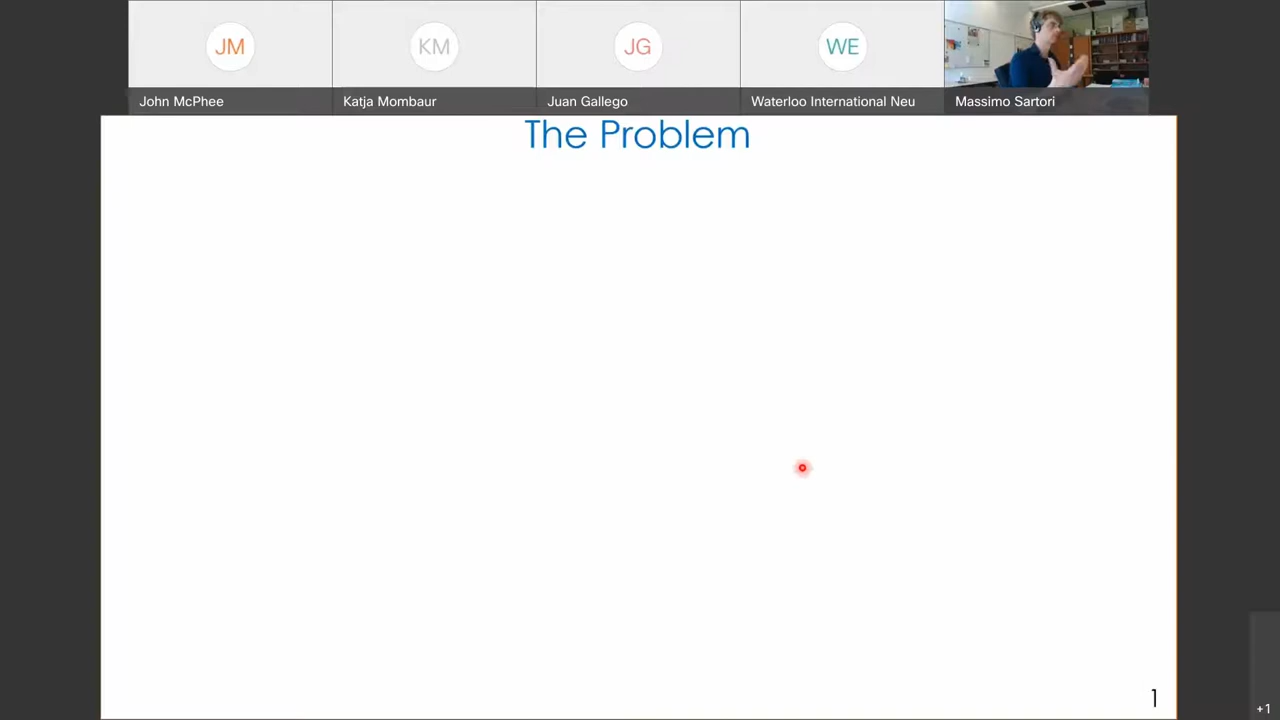 JM
KM
JG
WE
John McPhee
Katja Mombaur
Juan Gallego
Waterloo International Neu
Massimo Sartori
The Problem
1
+1